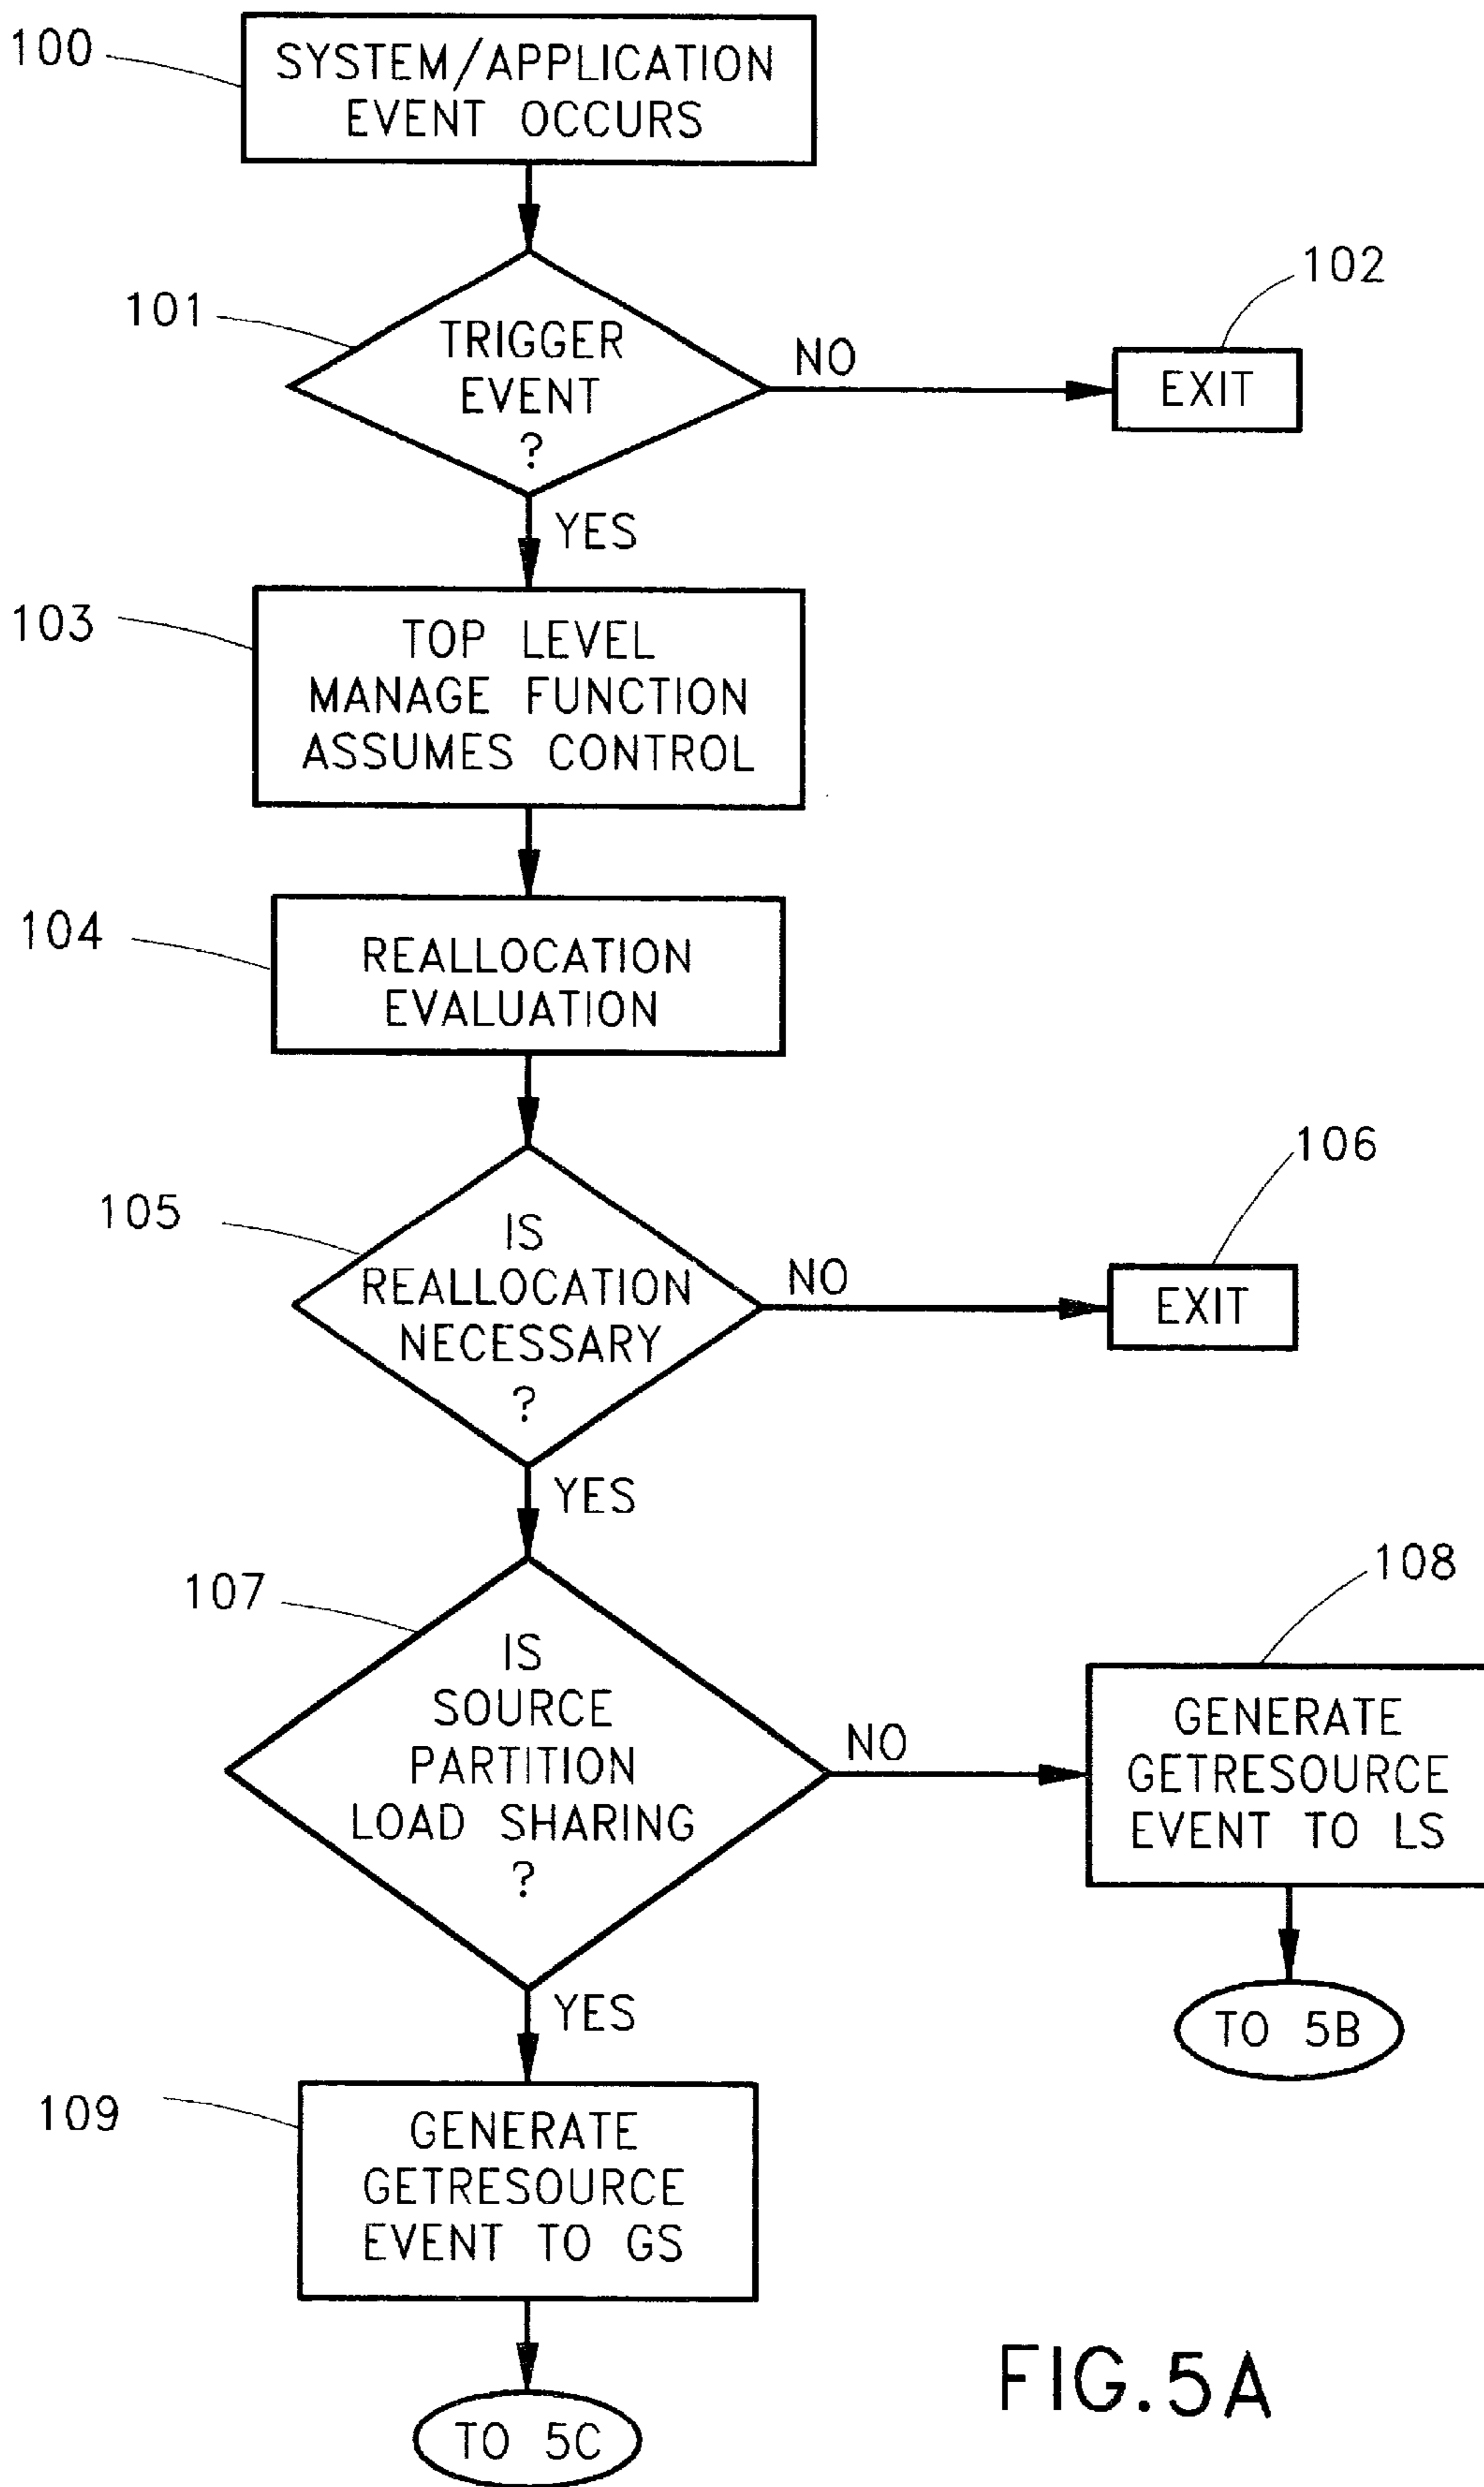 100
SYSTEM/APPLICATION
EVENT OCCURS
101
TRIGGER
EVENT
?
NO
102
EXIT
YES
103
TOP LEVEL
MANAGE FUNCTION
ASSUMES CONTROL
104
REALLOCATION
EVALUATION
105
IS
REALLOCATION
NECESSARY
?
NO
106
EXIT
YES
107
IS
SOURCE
PARTITION
LOAD SHARING
?
NO
108
GENERATE
GETRESOURCE
EVENT TO LS
TO 5B
YES
109
GENERATE
GETRESOURCE
EVENT TO GS
TO 5C
FIG. 5A